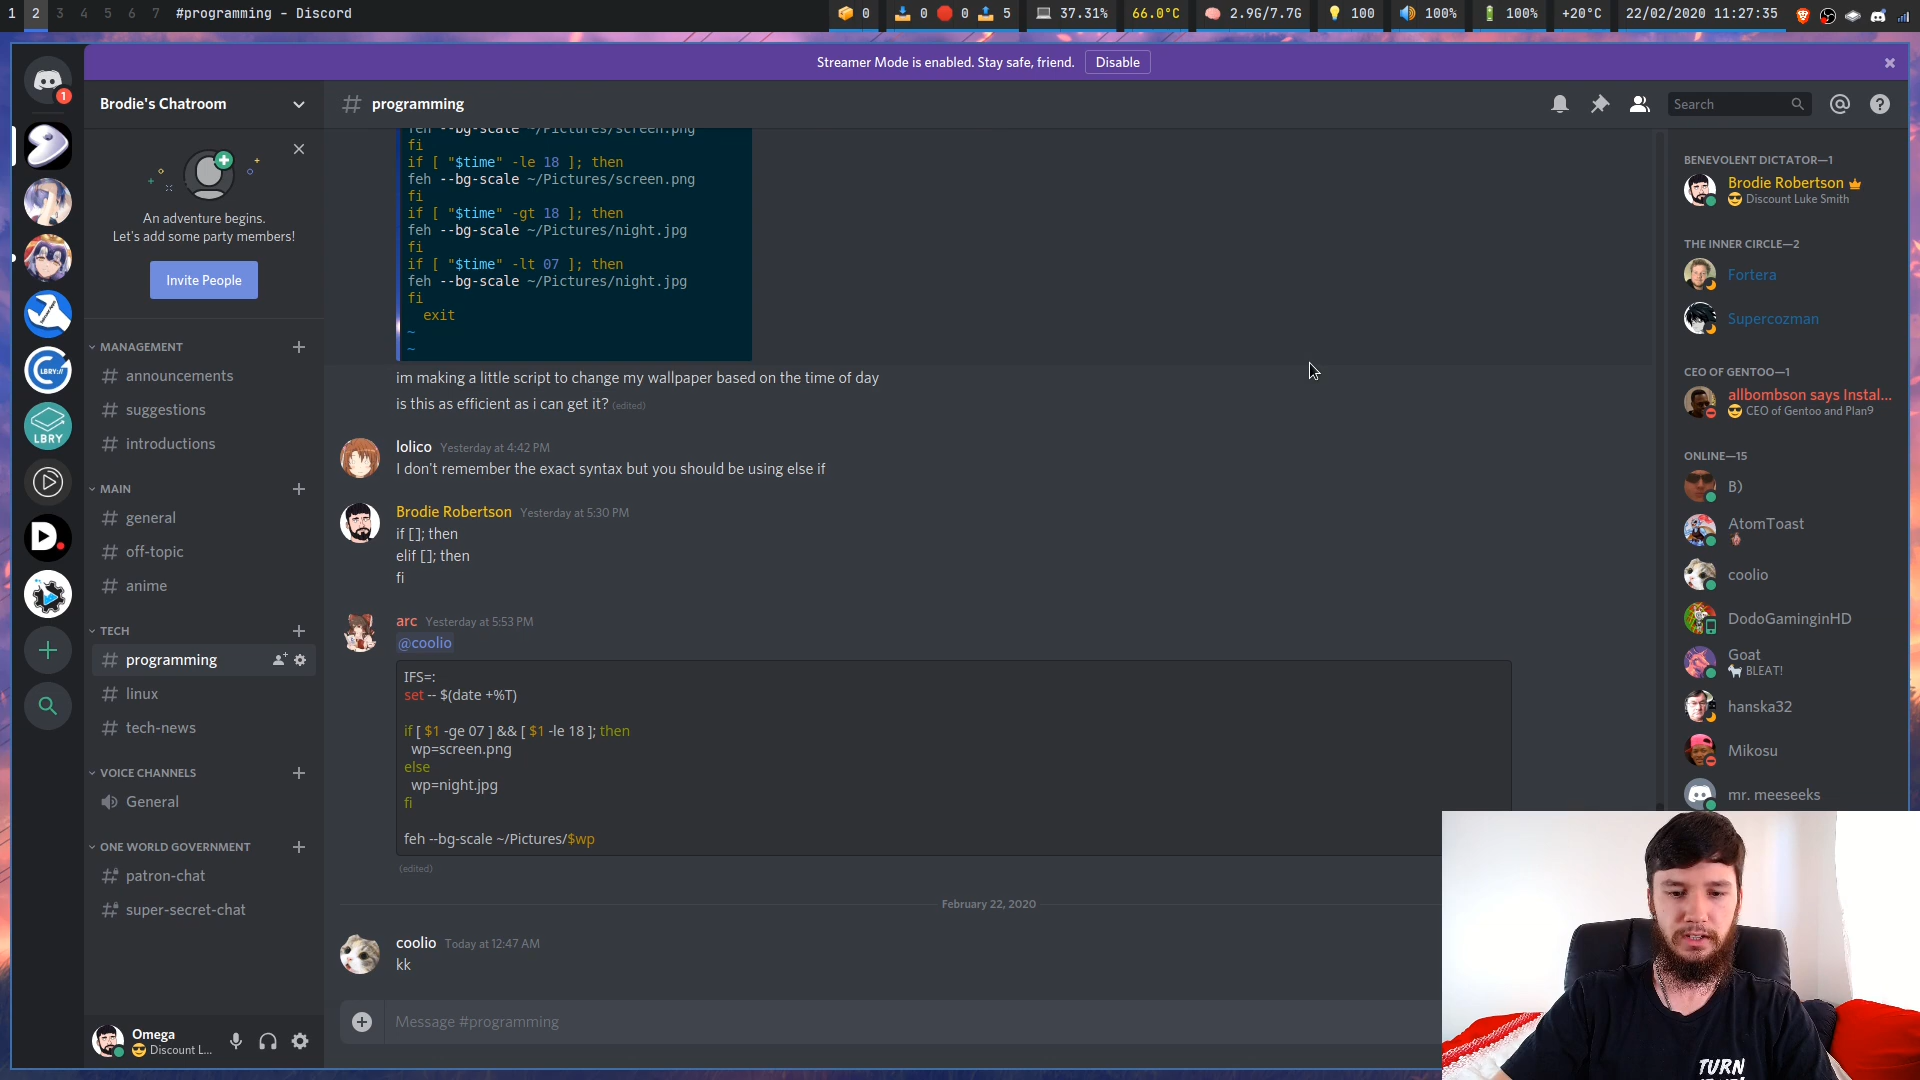 1 2 3 4 5 6 7 #programming - Discord
0 0 0 5 37.31% 66.0°C 2.9G/7.7G 100 100% 100% +20°C 22/02/2020 11:27:35
Streamer Mode is enabled. Stay safe, friend. Disable
1
Brodie's Chatroom
An adventure begins.
Let's add some party members!
Invite People
MANAGEMENT
announcements
suggestions
introductions
MAIN
general
off-topic
anime
TECH
programming
linux
tech-news
VOICE CHANNELS
General
ONE WORLD GOVERNMENT
patron-chat
super-secret-chat
LBRY://
LBRY
Omega
Discount L...
# programming
Search
feh --bg-scale ~/Pictures/screen.png
fi
if [ "$time" -le 18 ]; then
feh --bg-scale ~/Pictures/screen.png
fi
if [ "$time" -gt 18 ]; then
feh --bg-scale ~/Pictures/night.jpg
fi
if [ "$time" -lt 07 ]; then
feh --bg-scale ~/Pictures/night.jpg
fi
exit
~
~
im making a little script to change my wallpaper based on the time of day
is this as efficient as i can get it? (edited)
lolico Yesterday at 4:42 PM
I don't remember the exact syntax but you should be using else if
Brodie Robertson Yesterday at 5:30 PM
if []; then
elif []; then
fi
arc Yesterday at 5:53 PM
@coolio
IFS=:
set -- $(date +%T)
if [ $1 -ge 07 ] && [ $1 -le 18 ]; then
wp=screen.png
else
wp=night.jpg
fi
feh --bg-scale ~/Pictures/$wp
(edited)
February 22, 2020
coolio Today at 12:47 AM
kk
Message #programming
BENEVOLENT DICTATOR—1
Brodie Robertson
Discount Luke Smith
THE INNER CIRCLE—2
Fortera
Supercozman
CEO OF GENTOO—1
allbombson says Instal...
CEO of Gentoo and Plan9
ONLINE—15
B)
AtomToast
coolio
DodoGaminginHD
Goat
BLEAT!
hanska32
Mikosu
mr. meeseeks
TURN